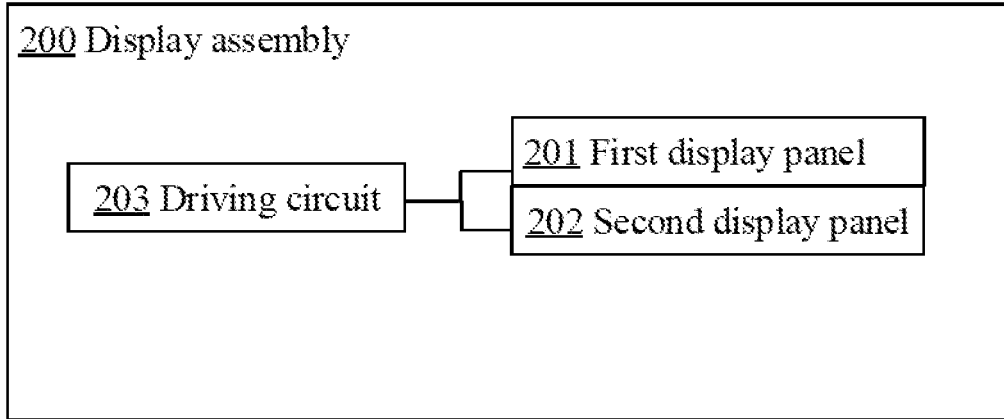 200 Display assembly
201 First display panel
203 Driving circuit
202 Second display panel